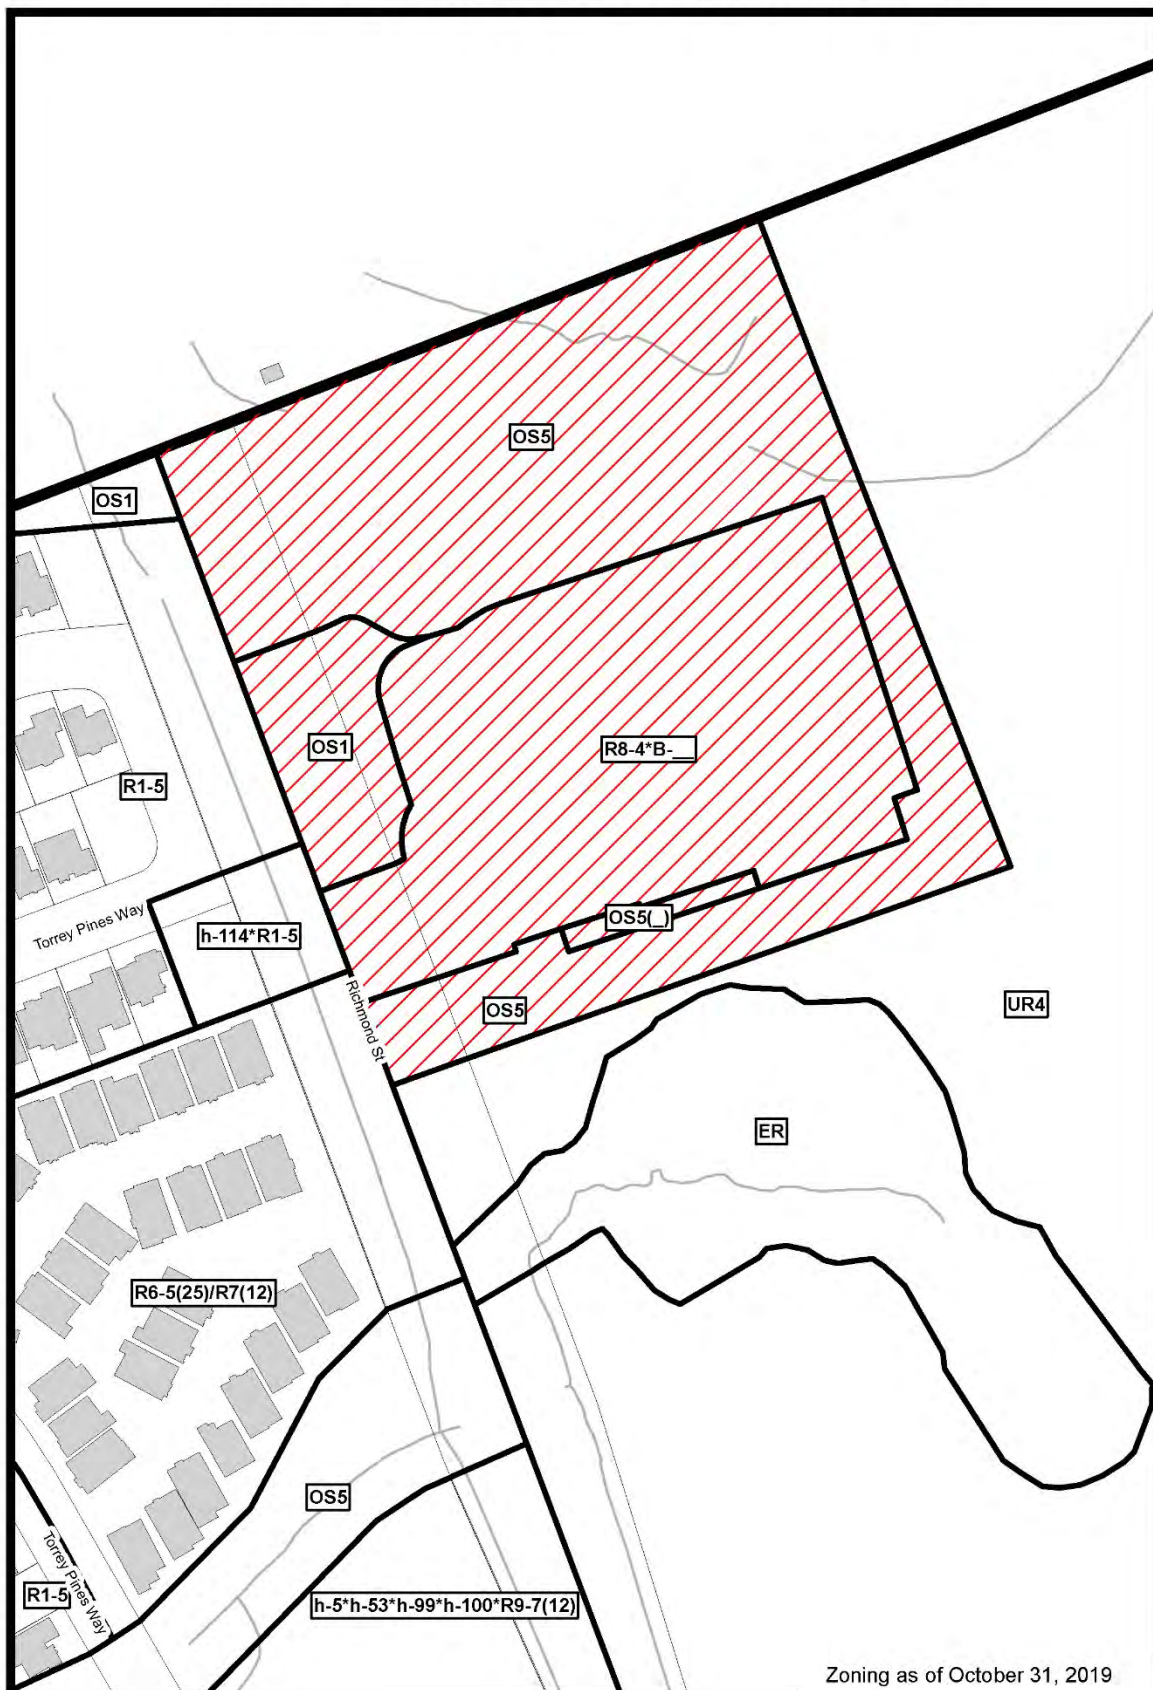 OS5
OS1
OS1
R8-4*B-__
R1-5
OS5(_)
Torrey Pines Way
h-114*R1-5
Richmond St
OS5
UR4
ER
R6-5(25)/R7(12)
OS5
Torrey Pines Way
R1-5
h-5*h-53*h-99*h-100*R9-7(12)
Zoning as of October 31, 2019